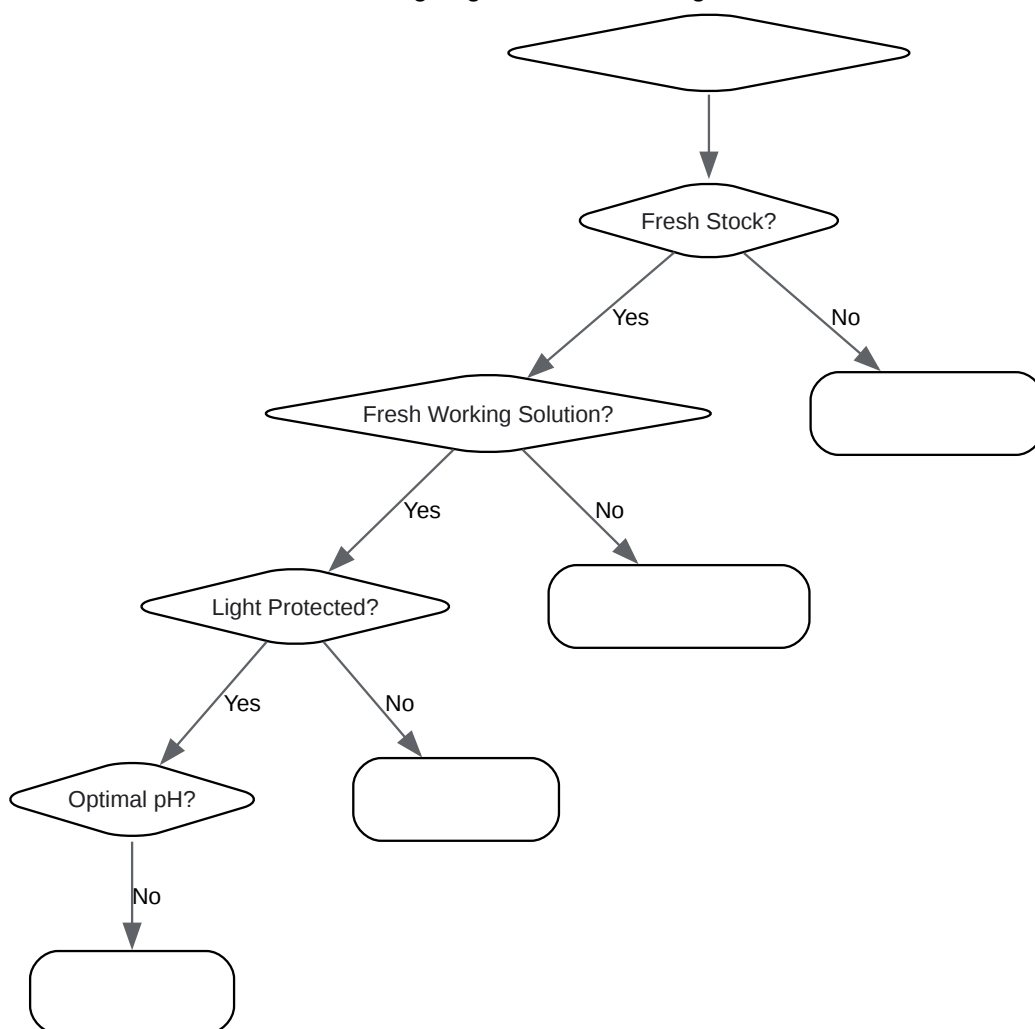 Fresh Stock?
Yes
No
Fresh Working Solution?
Yes
No
Light Protected?
Yes
No
Optimal pH?
No